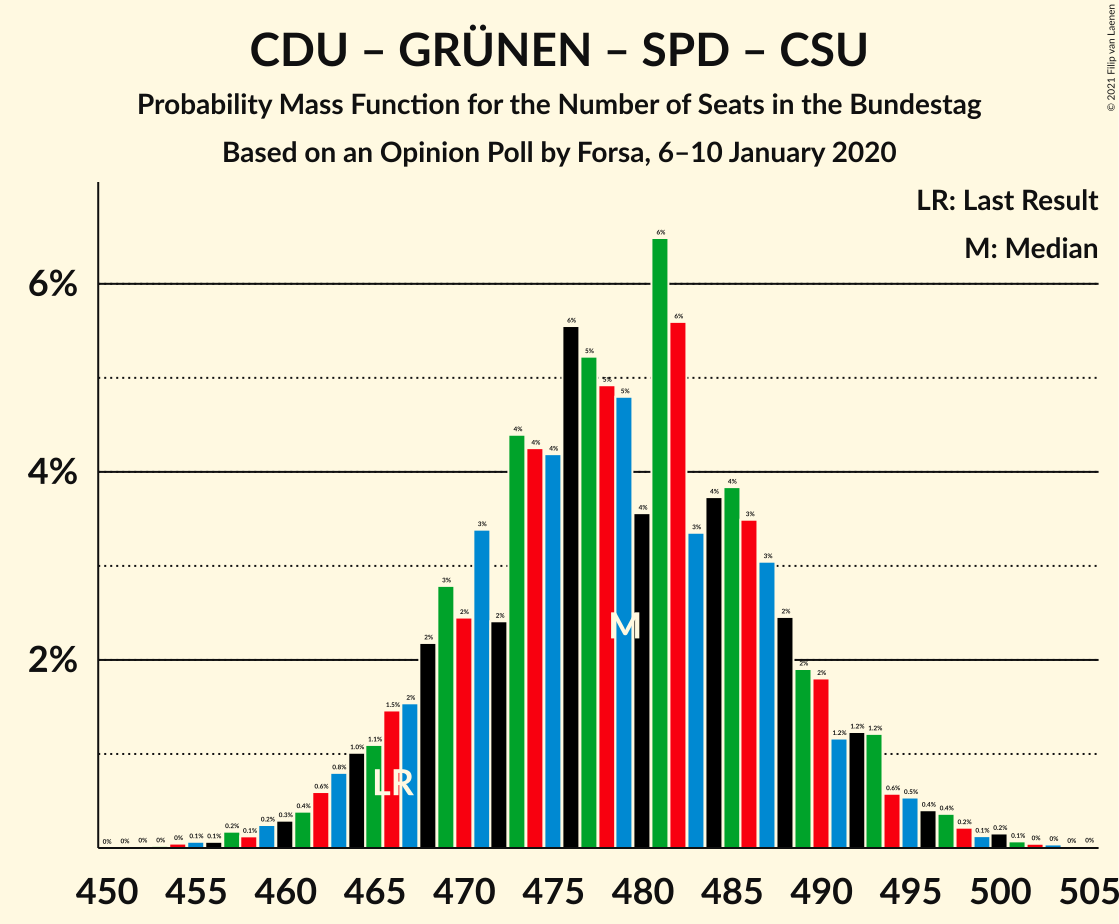 CDU – GRÜNEN – SPD – CSU
Probability Mass Function for the Number of Seats in the Bundestag
Based on an Opinion Poll by Forsa, 6–10 January 2020
© 2021 Filip van Laenen
LR: Last Result
M: Median
6%
4%
2%
0% 0% 0% 0% 0% 0.1% 0.1% 0.2% 0.1% 0.2% 0.3% 0.4% 0.6% 0.8% 1.0% 1.1% 1.5% 2% 2% 3% 2% 3% 2% 4% 4% 4% 6% 5% 5% 5% 4% 6% 6% 3% 4% 4% 3% 3% 2% 2% 2% 1.2% 1.2% 1.2% 0.6% 0.5% 0.4% 0.4% 0.2% 0.1% 0.2% 0.1% 0% 0% 0% 0%
LR
M
450 455 460 465 470 475 480 485 490 495 500 505